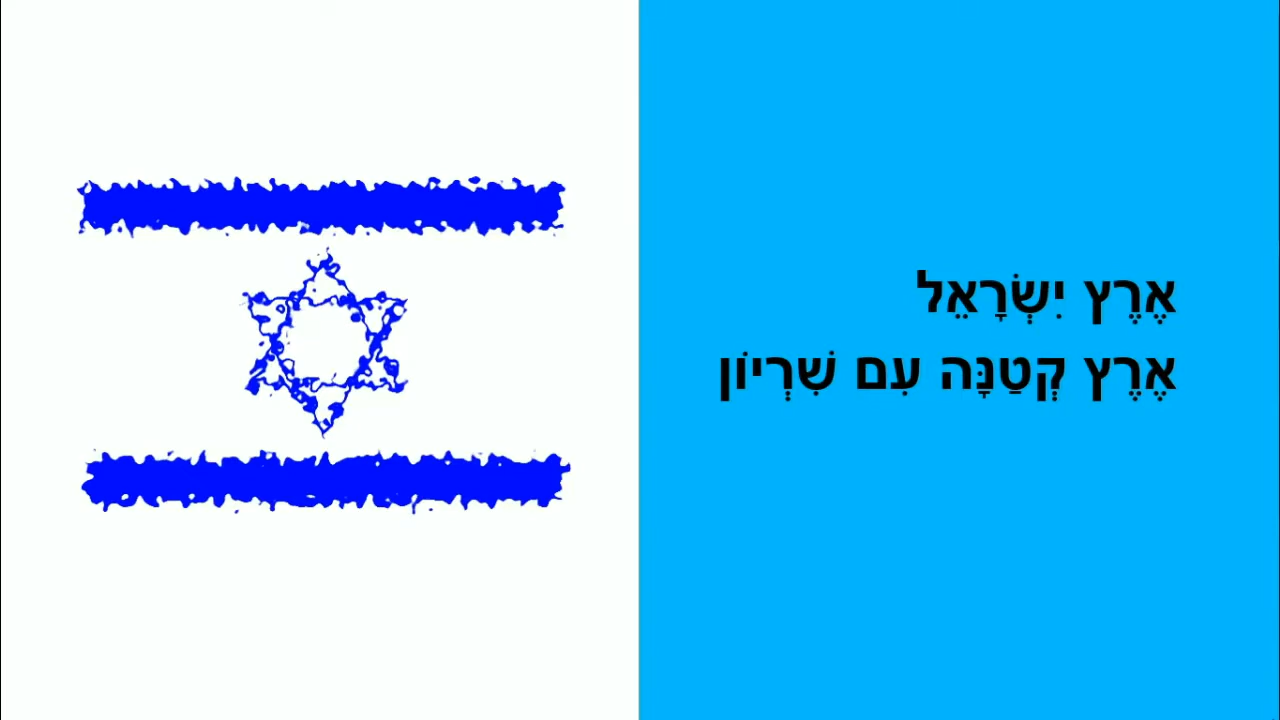 אֶרֶץ יִשְׂרָאֵל
אֶרֶץ קְטַנָּה עִם שִׁרְיוֹן